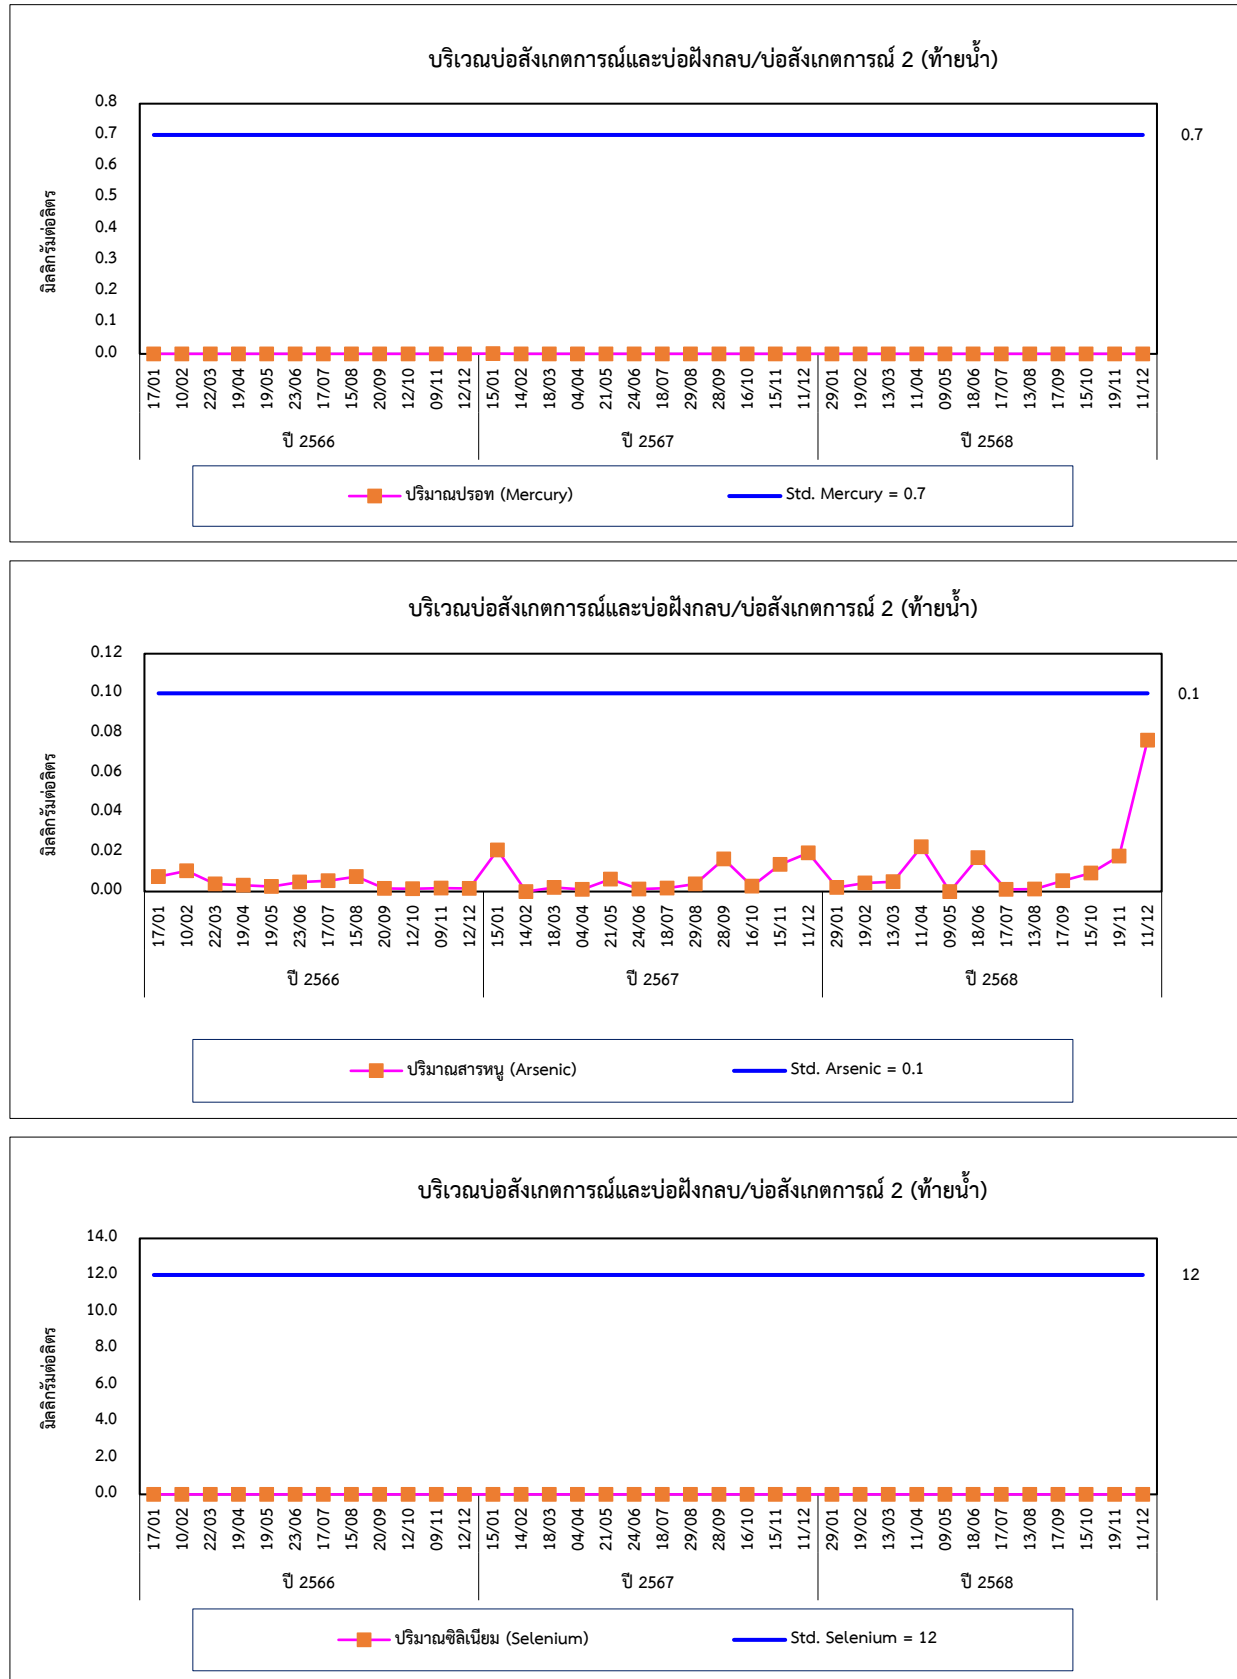 บริเวณบ่อสังเกตการณ์และบ่อฝังกลบ/บ่อสังเกตการณ์ 2 (ท้ายน้ำ)
มิลลิกรัมต่อลิตร
0.8
0.7
0.6
0.5
0.4
0.3
0.2
0.1
0.0
0.7
17/01 10/02 22/03 19/04 19/05 23/06 17/07 15/08 20/09 12/10 09/11 12/12 15/01 14/02 18/03 04/04 21/05 24/06 18/07 29/08 28/09 16/10 15/11 11/12 29/01 19/02 13/03 11/04 09/05 18/06 17/07 13/08 17/09 15/10 19/11 11/12
ปี 2566 ปี 2567 ปี 2568
ปริมาณปรอท (Mercury) Std. Mercury = 0.7
บริเวณบ่อสังเกตการณ์และบ่อฝังกลบ/บ่อสังเกตการณ์ 2 (ท้ายน้ำ)
มิลลิกรัมต่อลิตร
0.12
0.10
0.08
0.06
0.04
0.02
0.00
0.1
17/01 10/02 22/03 19/04 19/05 23/06 17/07 15/08 20/09 12/10 09/11 12/12 15/01 14/02 18/03 04/04 21/05 24/06 18/07 29/08 28/09 16/10 15/11 11/12 29/01 19/02 13/03 11/04 09/05 18/06 17/07 13/08 17/09 15/10 19/11 11/12
ปี 2566 ปี 2567 ปี 2568
ปริมาณสารหนู (Arsenic) Std. Arsenic = 0.1
บริเวณบ่อสังเกตการณ์และบ่อฝังกลบ/บ่อสังเกตการณ์ 2 (ท้ายน้ำ)
มิลลิกรัมต่อลิตร
14.0
12.0
10.0
8.0
6.0
4.0
2.0
0.0
12
17/01 10/02 22/03 19/04 19/05 23/06 17/07 15/08 20/09 12/10 09/11 12/12 15/01 14/02 18/03 04/04 21/05 24/06 18/07 29/08 28/09 16/10 15/11 11/12 29/01 19/02 13/03 11/04 09/05 18/06 17/07 13/08 17/09 15/10 19/11 11/12
ปี 2566 ปี 2567 ปี 2568
ปริมาณซิลิเนียม (Selenium) Std. Selenium = 12